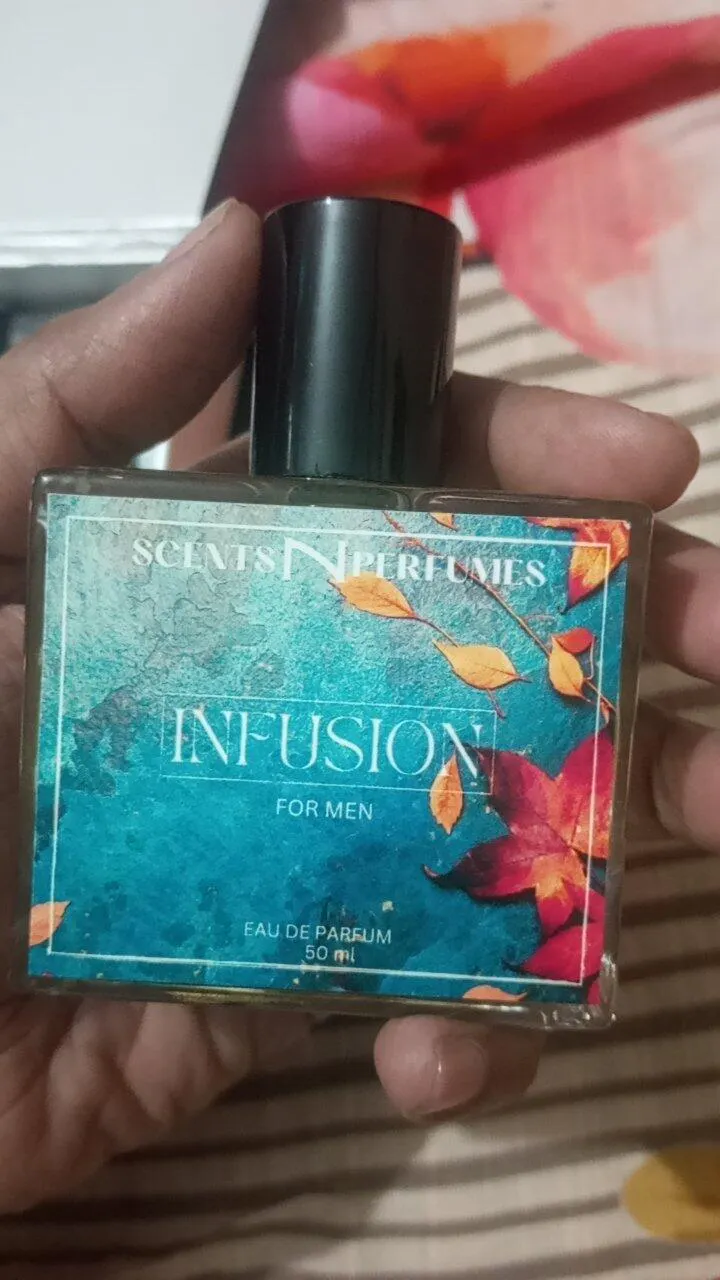 SCENTS N PERFUMES
INFUSION
FOR MEN
EAU DE PARFUM
50 ml